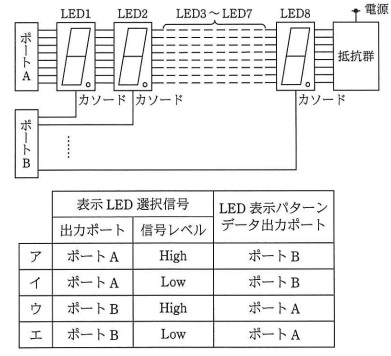 LED1 LED2 LED3～LED7 LED8 電源
ポートA
抵抗群
カソード カソード カソード
ポートB
表示 LED 選択信号 LED 表示パターンデータ出力ポート
出力ポート 信号レベル
ア ポート A High ポート B
イ ポート A Low ポート B
ウ ポート B High ポート A
エ ポート B Low ポート A